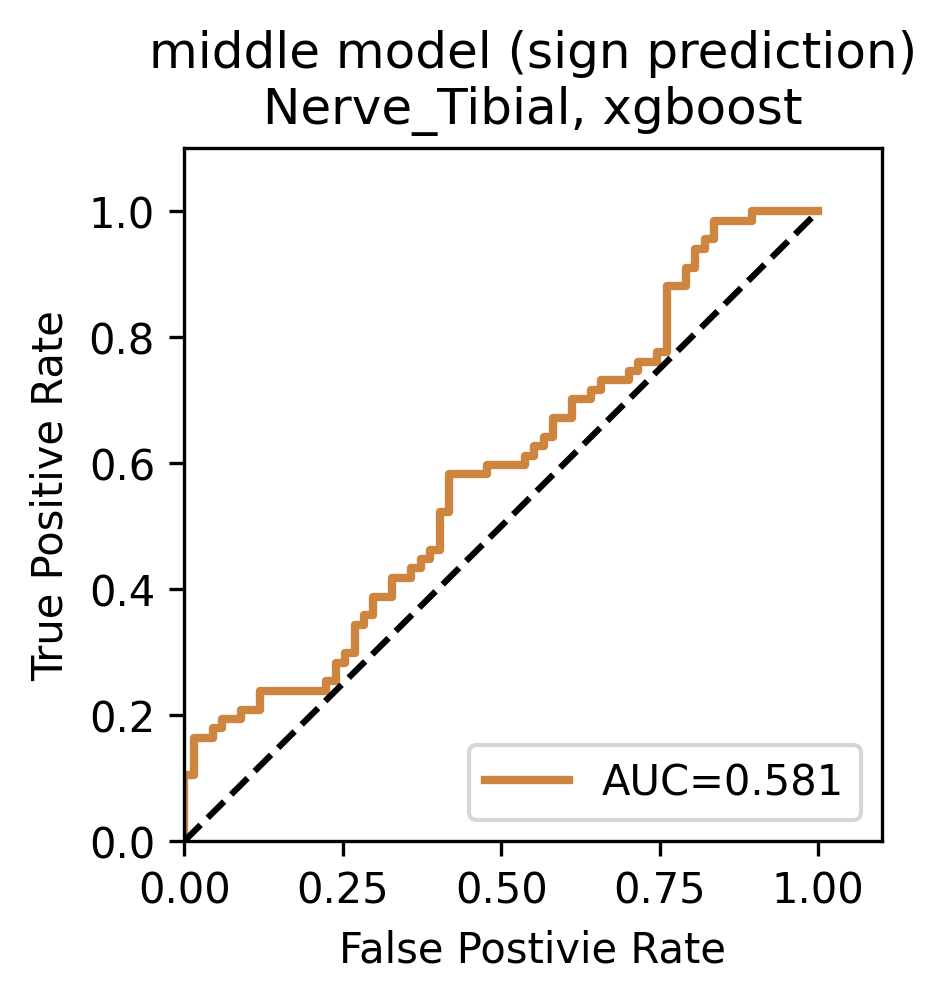 middle model (sign prediction)
Nerve_Tibial, xgboost
True Positive Rate
1.0
0.8
0.6
0.4
0.2
0.0
AUC=0.581
0.00 0.25 0.50 0.75 1.00
False Postivie Rate